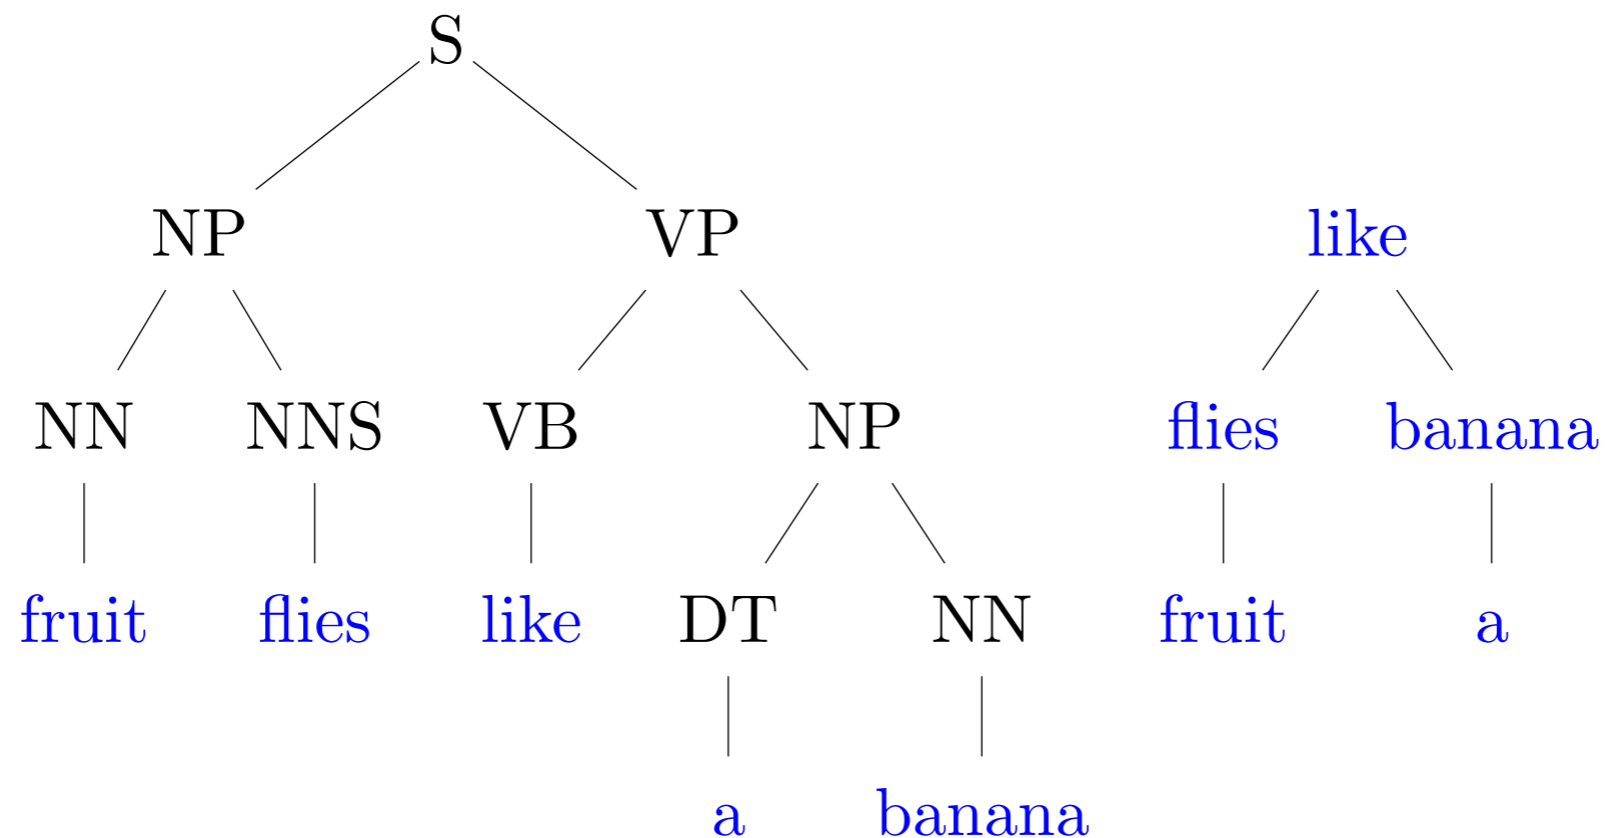 S
NP VP like
NN NNS VB NP flies banana
fruit flies like DT NN fruit a
a banana